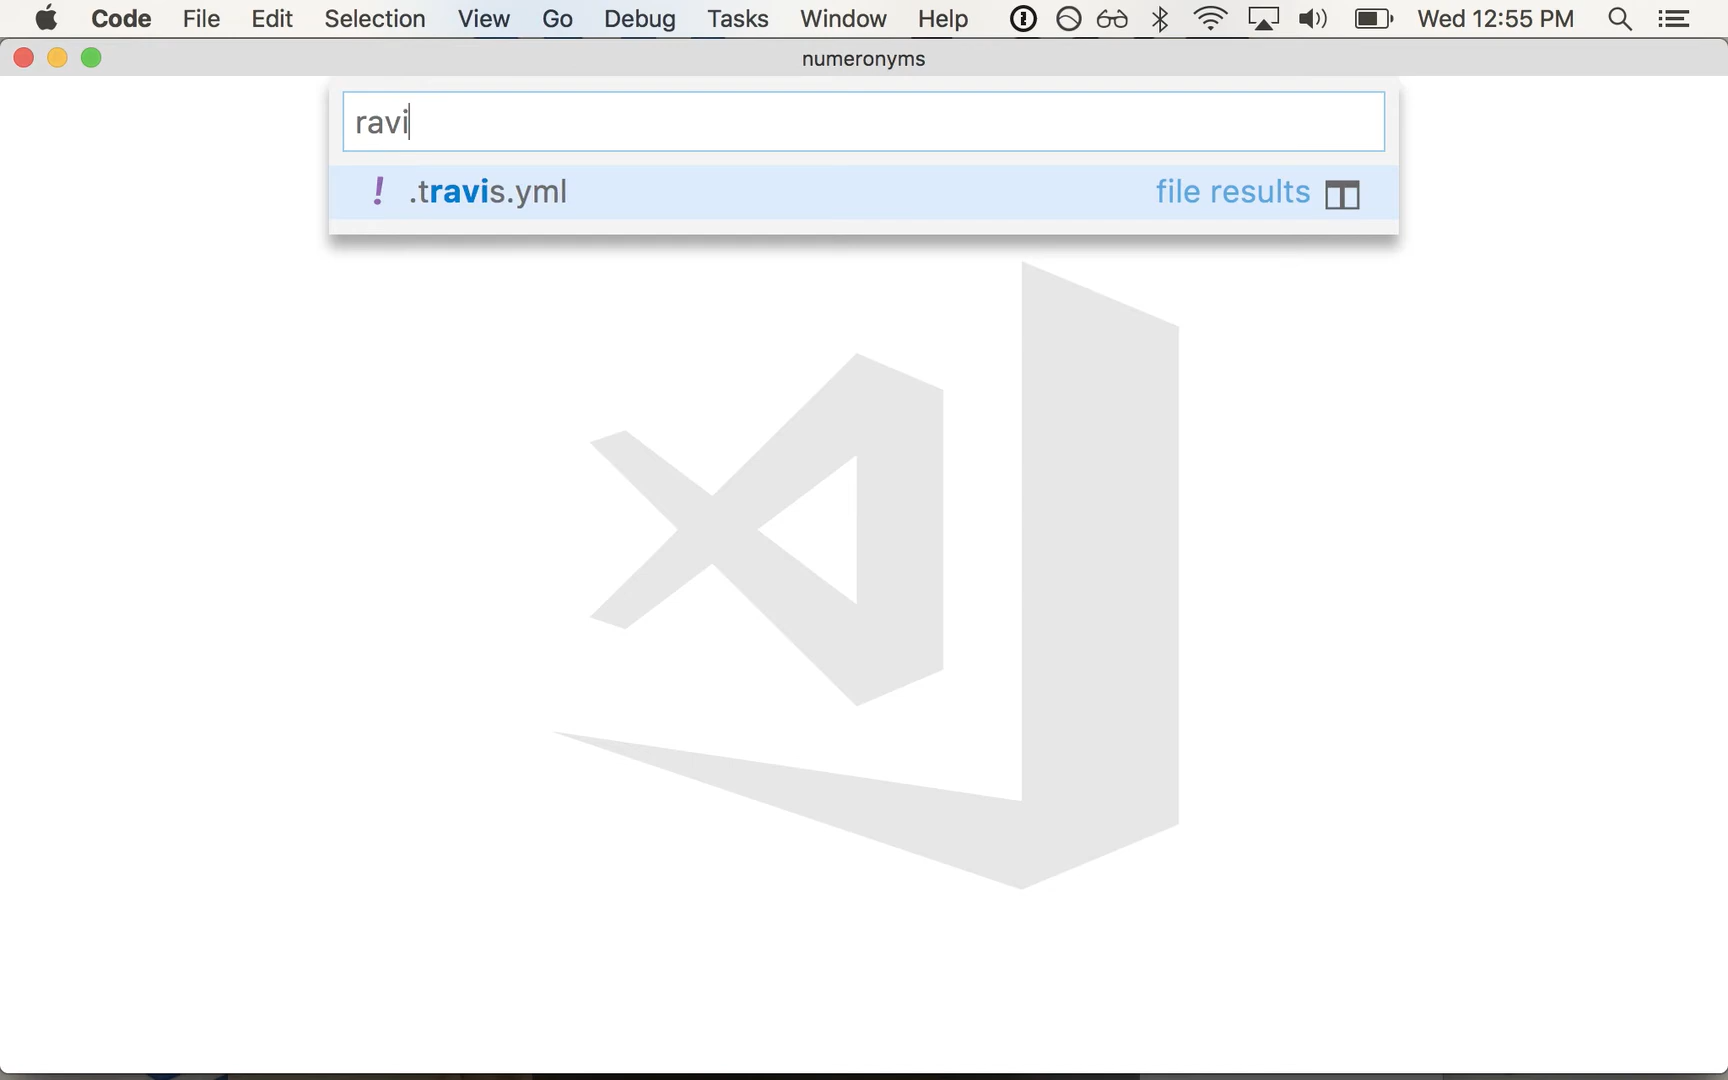 Code File Edit Selection View Go Debug Tasks Window Help Wed 12:55 PM
numeronyms
ravi
! .travis.yml file results